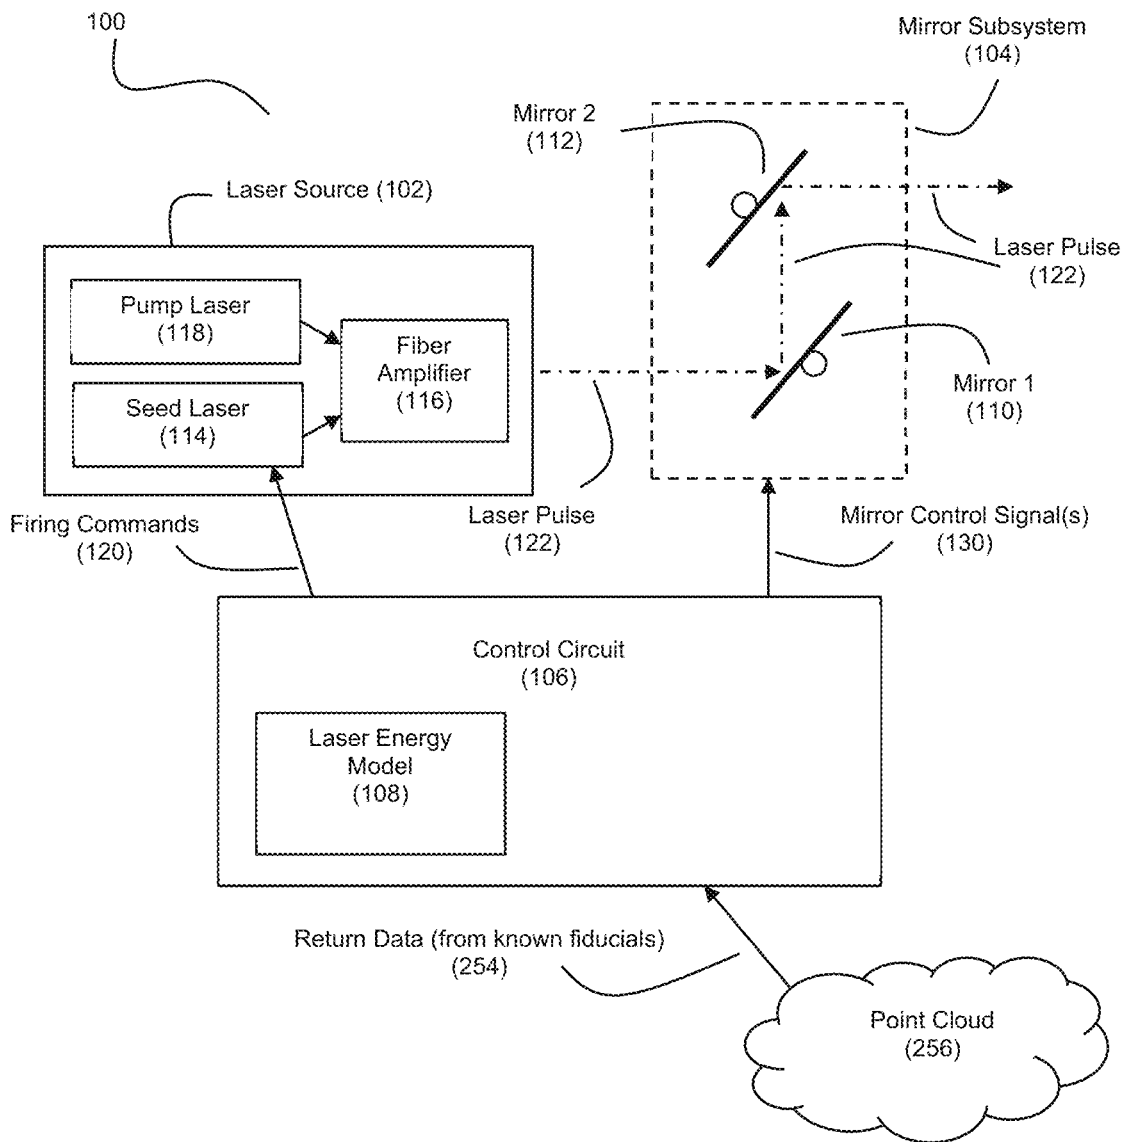 100
Mirror Subsystem
(104)
Mirror 2
(112)
Laser Source (102)
Laser Pulse
(122)
Pump Laser
(118)
Fiber
Amplifier
(116)
Seed Laser
(114)
Mirror 1
(110)
Firing Commands
(120)
Laser Pulse
(122)
Mirror Control Signal(s)
(130)
Control Circuit
(106)
Laser Energy
Model
(108)
Return Data (from known fiducials)
(254)
Point Cloud
(256)